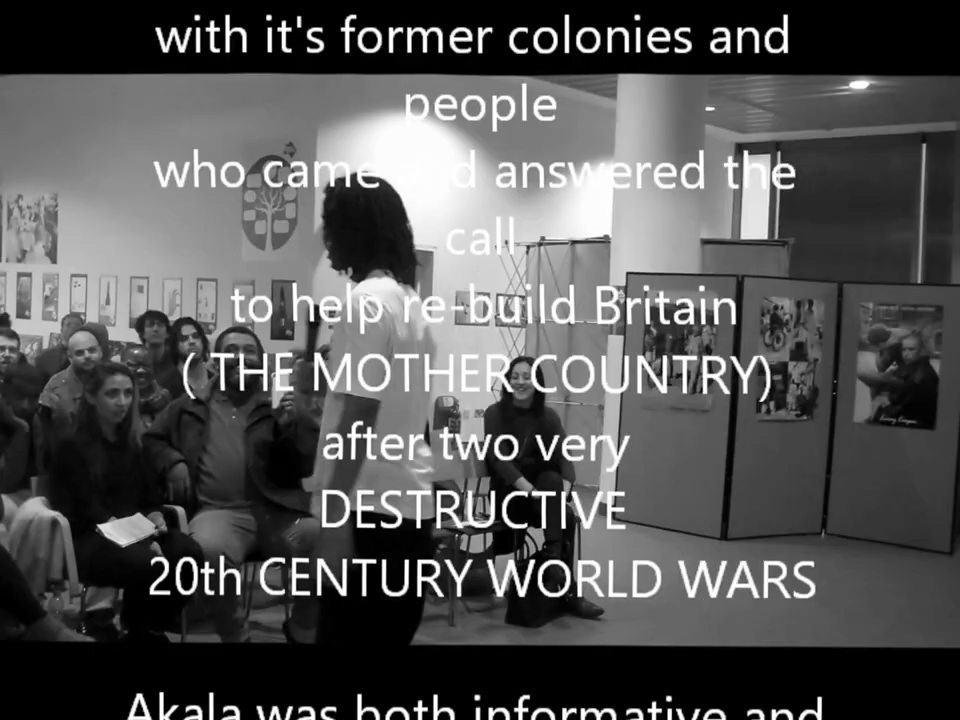 with it's former colonies and
people
who came and answered the
call
to help re-build Britain
( THE MOTHER COUNTRY)
after two very
DESTRUCTIVE
20th CENTURY WORLD WARS
Akala was both informative and